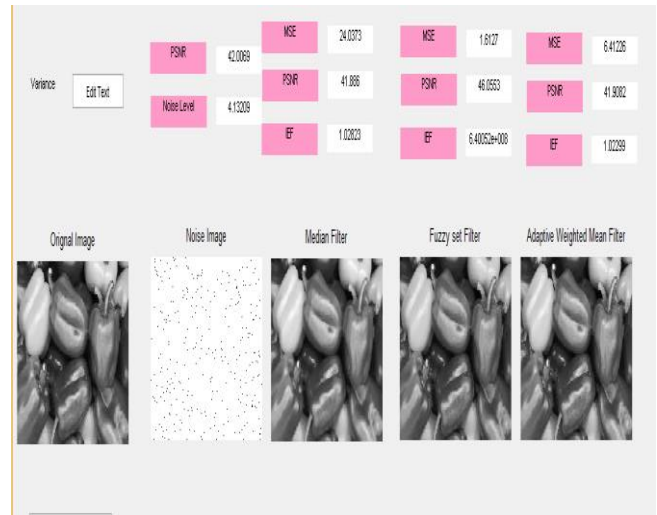 MSE 24.0373 MSE 1.6127 MSE 6.41226
PSNR 42.0069
Variance Edit Text PSNR 41.886 PSNR 46.0553 PSNR 41.9082
Noise Level 4.13209
IEF 1.02823 IEF 6.40052e+008 IEF 1.02299
Orignal Image Noise Image Median Filter Fuzzy set Filter Adaptive Weighted Mean Filter